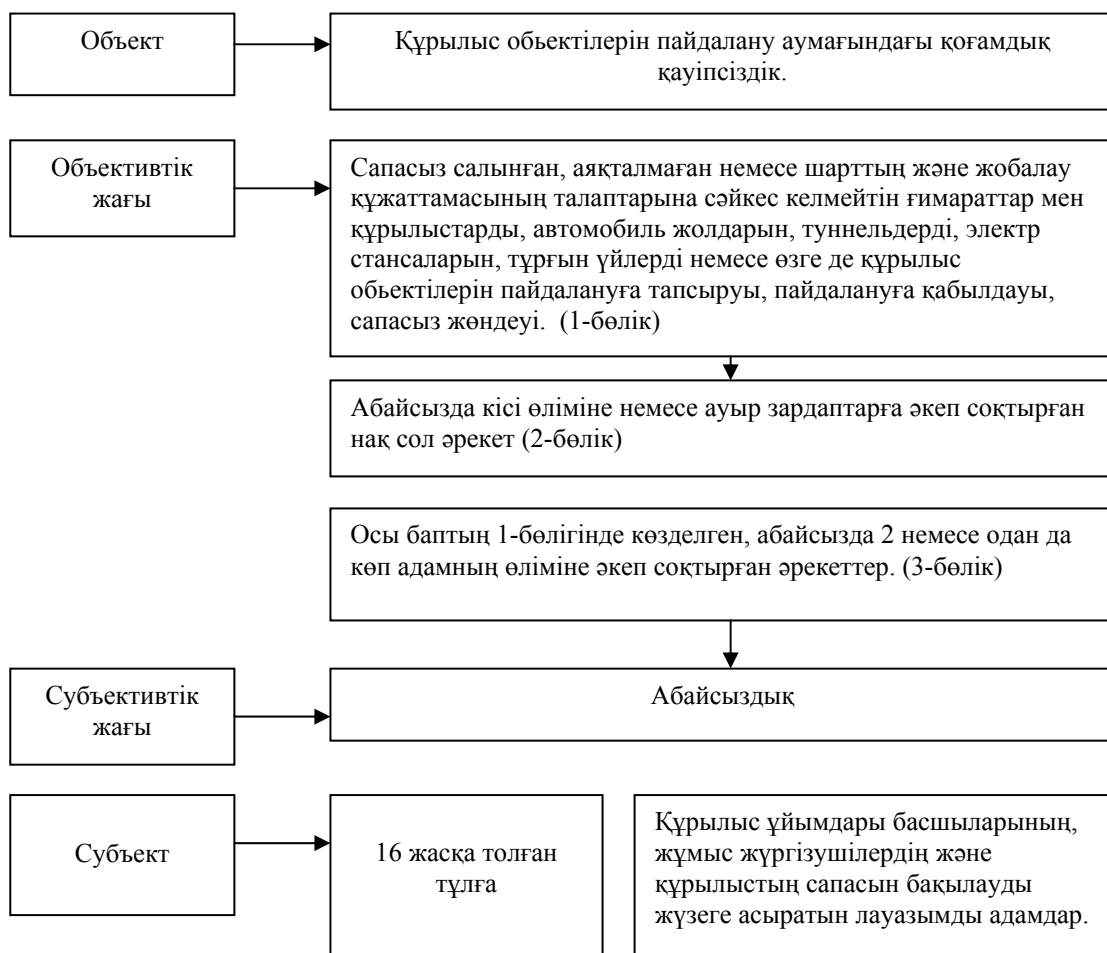 Объект
Құрылыс обьектілерін пайдалану аумағындағы қоғамдық
қауіпсіздік.
Объективтік
жағы
Сапасыз салынған, аяқталмаған немесе шарттың және жобалау
құжаттамасының талаптарына сәйкес келмейтін ғимараттар мен
құрылыстарды, автомобиль жолдарын, туннельдерді, электр
стансаларын, тұрғын үйлерді немесе өзге де құрылыс
обьектілерін пайдалануға тапсыруы, пайдалануға қабылдауы,
сапасыз жөндеуі. (1-бөлік)
Абайсызда кісі өліміне немесе ауыр зардаптарға әкеп соқтырған
нақ сол әрекет (2-бөлік)
Осы баптың 1-бөлігінде көзделген, абайсызда 2 немесе одан да
көп адамның өліміне әкеп соқтырған әрекеттер. (3-бөлік)
Субъективтік
жағы
Абайсыздық
Субъект
16 жасқа толған
тұлға
Құрылыс ұйымдары басшыларының,
жұмыс жүргізушілердің және
құрылыстың сапасын бақылауды
жүзеге асыратын лауазымды адамдар.